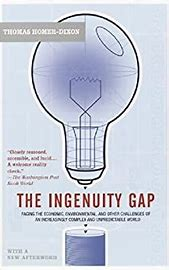 THOMAS HOMER-DIXON
"Closely reasoned,
accessible, and lucid....
A welcome reality
check."
—The Washington Post
Book World
THE INGENUITY GAP
FACING THE ECONOMIC, ENVIRONMENTAL, AND OTHER CHALLENGES OF
AN INCREASINGLY COMPLEX AND UNPREDICTABLE WORLD
WITH A
NEW AFTERWORD